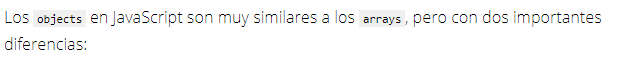 Los objects en JavaScript son muy similares a los arrays, pero con dos importantes
diferencias: